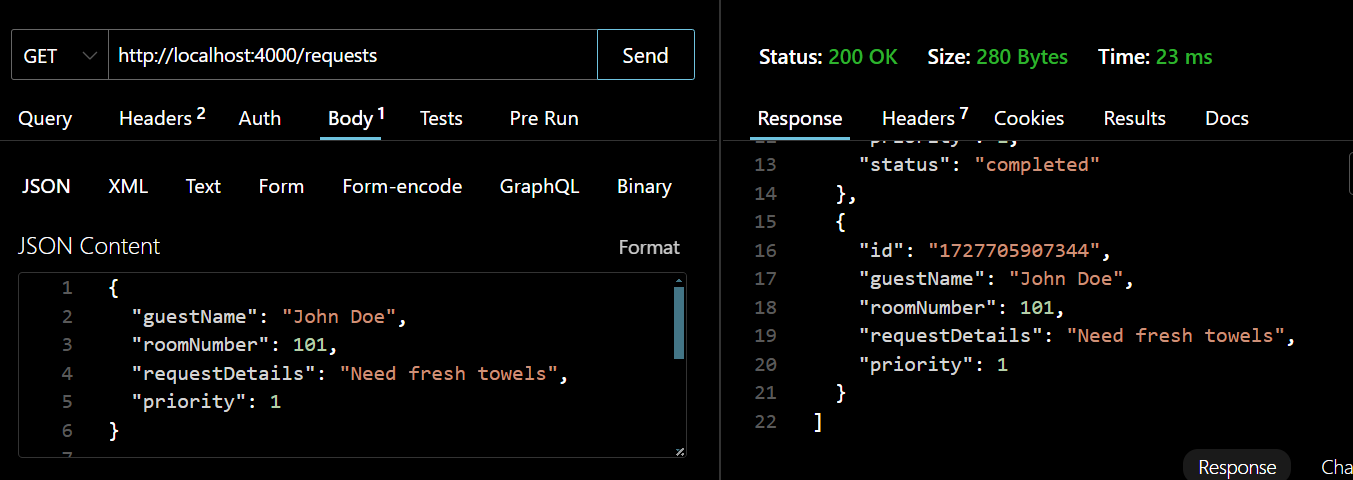 GET http://localhost:4000/requests Send
Query Headers 2 Auth Body 1 Tests Pre Run
JSON XML Text Form Form-encode GraphQL Binary
JSON Content Format
1 {
2 "guestName": "John Doe",
3 "roomNumber": 101,
4 "requestDetails": "Need fresh towels",
5 "priority": 1
6 }
Status: 200 OK Size: 280 Bytes Time: 23 ms
Response Headers 7 Cookies Results Docs
13 "status": "completed"
14 },
15 {
16 "id": "1727705907344",
17 "guestName": "John Doe",
18 "roomNumber": 101,
19 "requestDetails": "Need fresh towels",
20 "priority": 1
21 }
22 ]
Response Cha